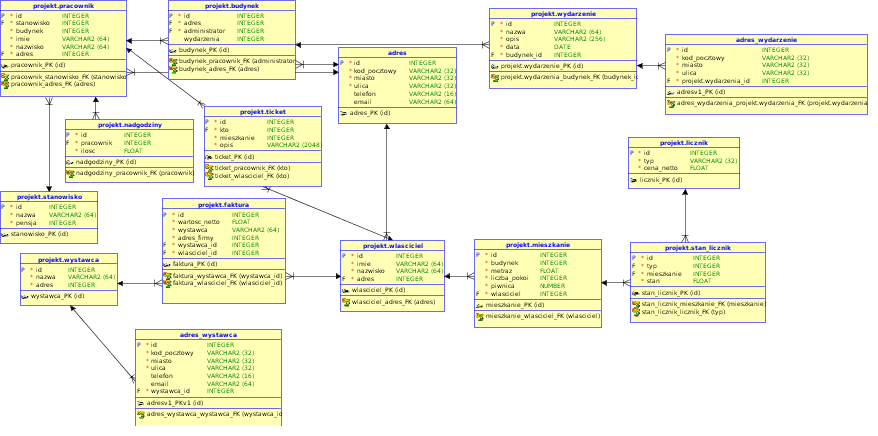 projekt.pracownik
P * id INTEGER
F * stanowisko INTEGER
* budynek INTEGER
* imie VARCHAR2 (64)
* nazwisko VARCHAR2 (64)
F * adres INTEGER
pracownik_PK (id)
pracownik_stanowisko_FK (stanowisko
pracownik_adres_FK (adres)
projekt.budynek
P * id INTEGER
F * adres INTEGER
F * administrator INTEGER
wydarzenia INTEGER
budynek_PK (id)
budynek_pracownik_FK (administrator
budynek_adres_FK (adres)
adres
P * id INTEGER
* kod_pocztowy VARCHAR2 (32)
* miasto VARCHAR2 (32)
* ulica VARCHAR2 (32)
telefon VARCHAR2 (16)
email VARCHAR2 (64)
adres_PK (id)
projekt.wydarzenie
P * id INTEGER
* nazwa VARCHAR2 (64)
* opis VARCHAR2 (256)
* data DATE
F * budynek_id INTEGER
projekt.wydarzenie_PK (id)
projekt.wydarzenia_budynek_FK (budynek_i
adres_wydarzenie
P * id INTEGER
* kod_pocztowy VARCHAR2 (32)
* miasto VARCHAR2 (32)
* ulica VARCHAR2 (32)
F * projekt.wydarzenia_id INTEGER
adresv1_PK (id)
adres_wydarzenia_projekt.wydarzenia_FK (projekt.wydarzenia
projekt.nadgodziny
P * id INTEGER
F * pracownik INTEGER
* ilosc FLOAT
nadgodziny_PK (id)
nadgodziny_pracownik_FK (pracownik)
projekt.ticket
P * id INTEGER
F * kto INTEGER
* mieszkanie INTEGER
* opis VARCHAR2 (2048
ticket_PK (id)
ticket_pracownik_FK (kto)
ticket_wlasciciel_FK (kto)
projekt.licznik
P * id INTEGER
* typ VARCHAR2 (32)
* cena_netto FLOAT
licznik_PK (id)
projekt.stanowisko
P * id INTEGER
* nazwa VARCHAR2 (64)
* pensja INTEGER
stanowisko_PK (id)
projekt.faktura
P * id INTEGER
* wartosc_netto FLOAT
* wystawca VARCHAR2 (64)
* adres_firmy INTEGER
F * wystawca_id INTEGER
F * wlasciciel_id INTEGER
faktura_PK (id)
faktura_wystawca_FK (wystawca_id)
faktura_wlasciciel_FK (wlasciciel_id)
projekt.wlasciciel
P * id INTEGER
* imie VARCHAR2 (64)
* nazwisko VARCHAR2 (64)
F * adres INTEGER
wlasciciel_PK (id)
wlasciciel_adres_FK (adres)
projekt.mieszkanie
P * id INTEGER
* budynek INTEGER
* metraz FLOAT
* liczba_pokoi INTEGER
* piwnica NUMBER
F * wlasciciel INTEGER
mieszkanie_PK (id)
mieszkanie_wlasciciel_FK (wlasciciel)
projekt.stan_licznik
P * id INTEGER
F * typ INTEGER
F * mieszkanie INTEGER
* stan FLOAT
stan_licznik_PK (id)
stan_licznik_mieszkanie_FK (mieszkanie)
stan_licznik_licznik_FK (typ)
projekt.wystawca
P * id INTEGER
* nazwa VARCHAR2 (64)
* adres INTEGER
wystawca_PK (id)
adres_wystawca
P * id INTEGER
* kod_pocztowy VARCHAR2 (32)
* miasto VARCHAR2 (32)
* ulica VARCHAR2 (32)
telefon VARCHAR2 (16)
email VARCHAR2 (64)
F * wystawca_id INTEGER
adresv1_PKv1 (id)
adres_wystawca_wystawca_FK (wystawca_id